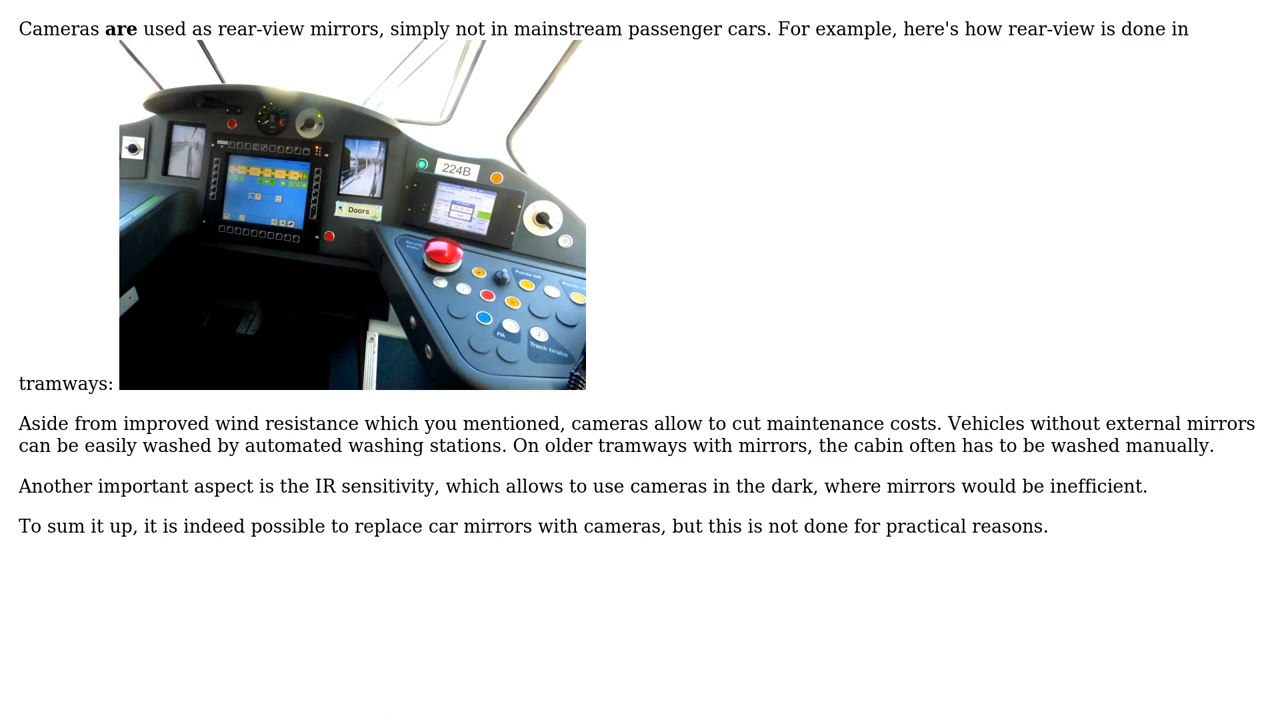 Cameras are used as rear-view mirrors, simply not in mainstream passenger cars. For example, here's how rear-view is done in
224B
Doors
Points left
PA
Track brake
tramways:
Aside from improved wind resistance which you mentioned, cameras allow to cut maintenance costs. Vehicles without external mirrors
can be easily washed by automated washing stations. On older tramways with mirrors, the cabin often has to be washed manually.
Another important aspect is the IR sensitivity, which allows to use cameras in the dark, where mirrors would be inefficient.
To sum it up, it is indeed possible to replace car mirrors with cameras, but this is not done for practical reasons.